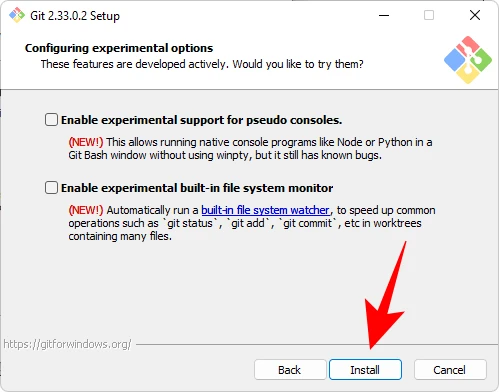 Git 2.33.0.2 Setup
Configuring experimental options
These features are developed actively. Would you like to try them?
Enable experimental support for pseudo consoles.
(NEW!) This allows running native console programs like Node or Python in a
Git Bash window without using winpty, but it still has known bugs.
Enable experimental built-in file system monitor
(NEW!) Automatically run a built-in file system watcher, to speed up common
operations such as `git status`, `git add`, `git commit`, etc in worktrees
containing many files.
https://gitforwindows.org/
Back
Install
Cancel